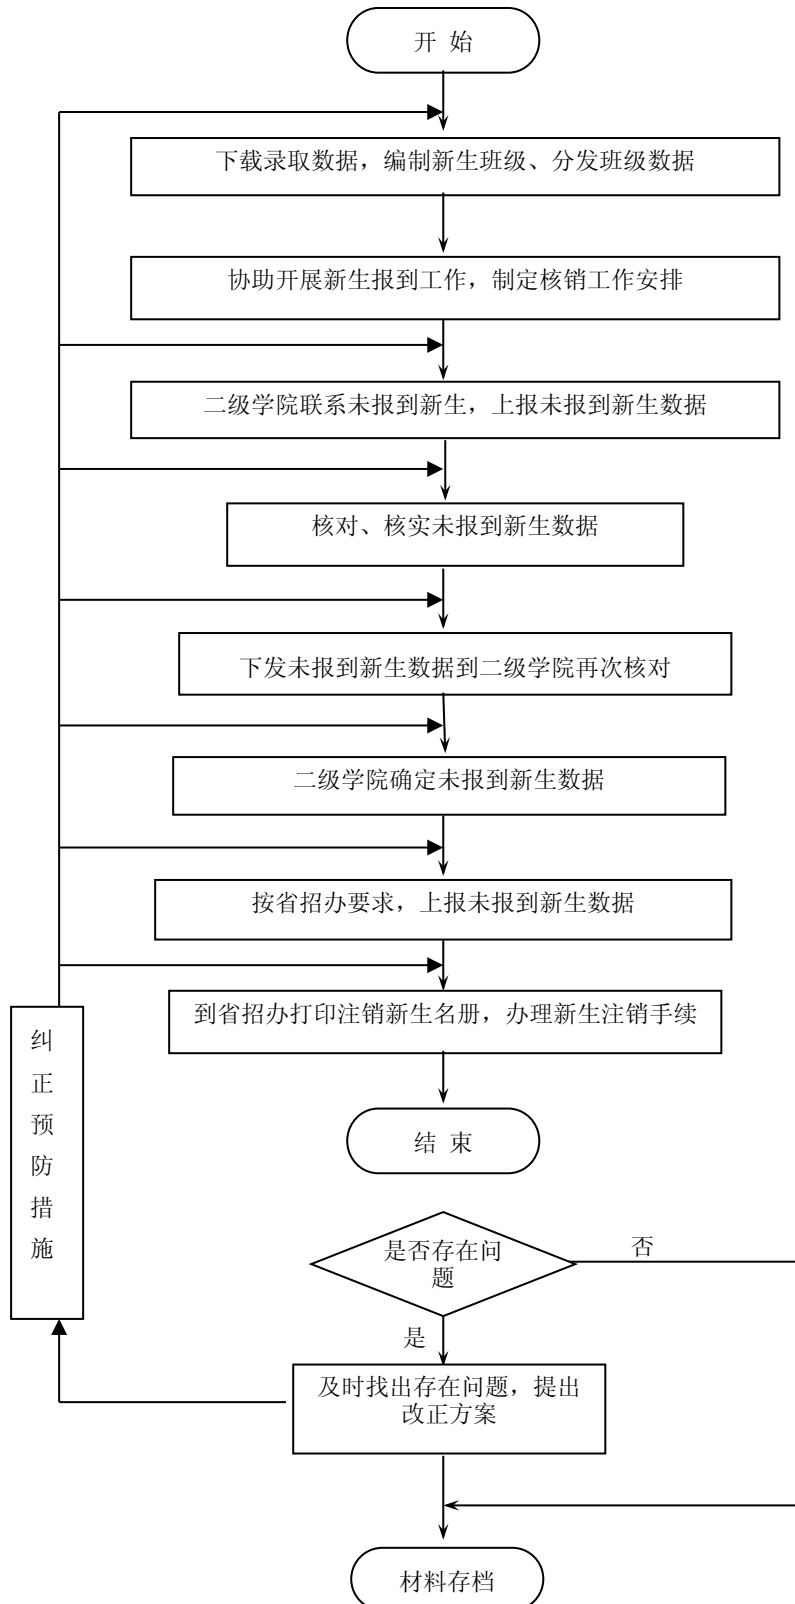 开 始
下载录取数据，编制新生班级、分发班级数据
协助开展新生报到工作，制定核销工作安排
二级学院联系未报到新生，上报未报到新生数据
核对、核实未报到新生数据
下发未报到新生数据到二级学院再次核对
二级学院确定未报到新生数据
按省招办要求，上报未报到新生数据
到省招办打印注销新生名册，办理新生注销手续
纠
正
预
防
措
施
结 束
是否存在问
题
否
是
及时找出存在问题，提出
改正方案
材料存档